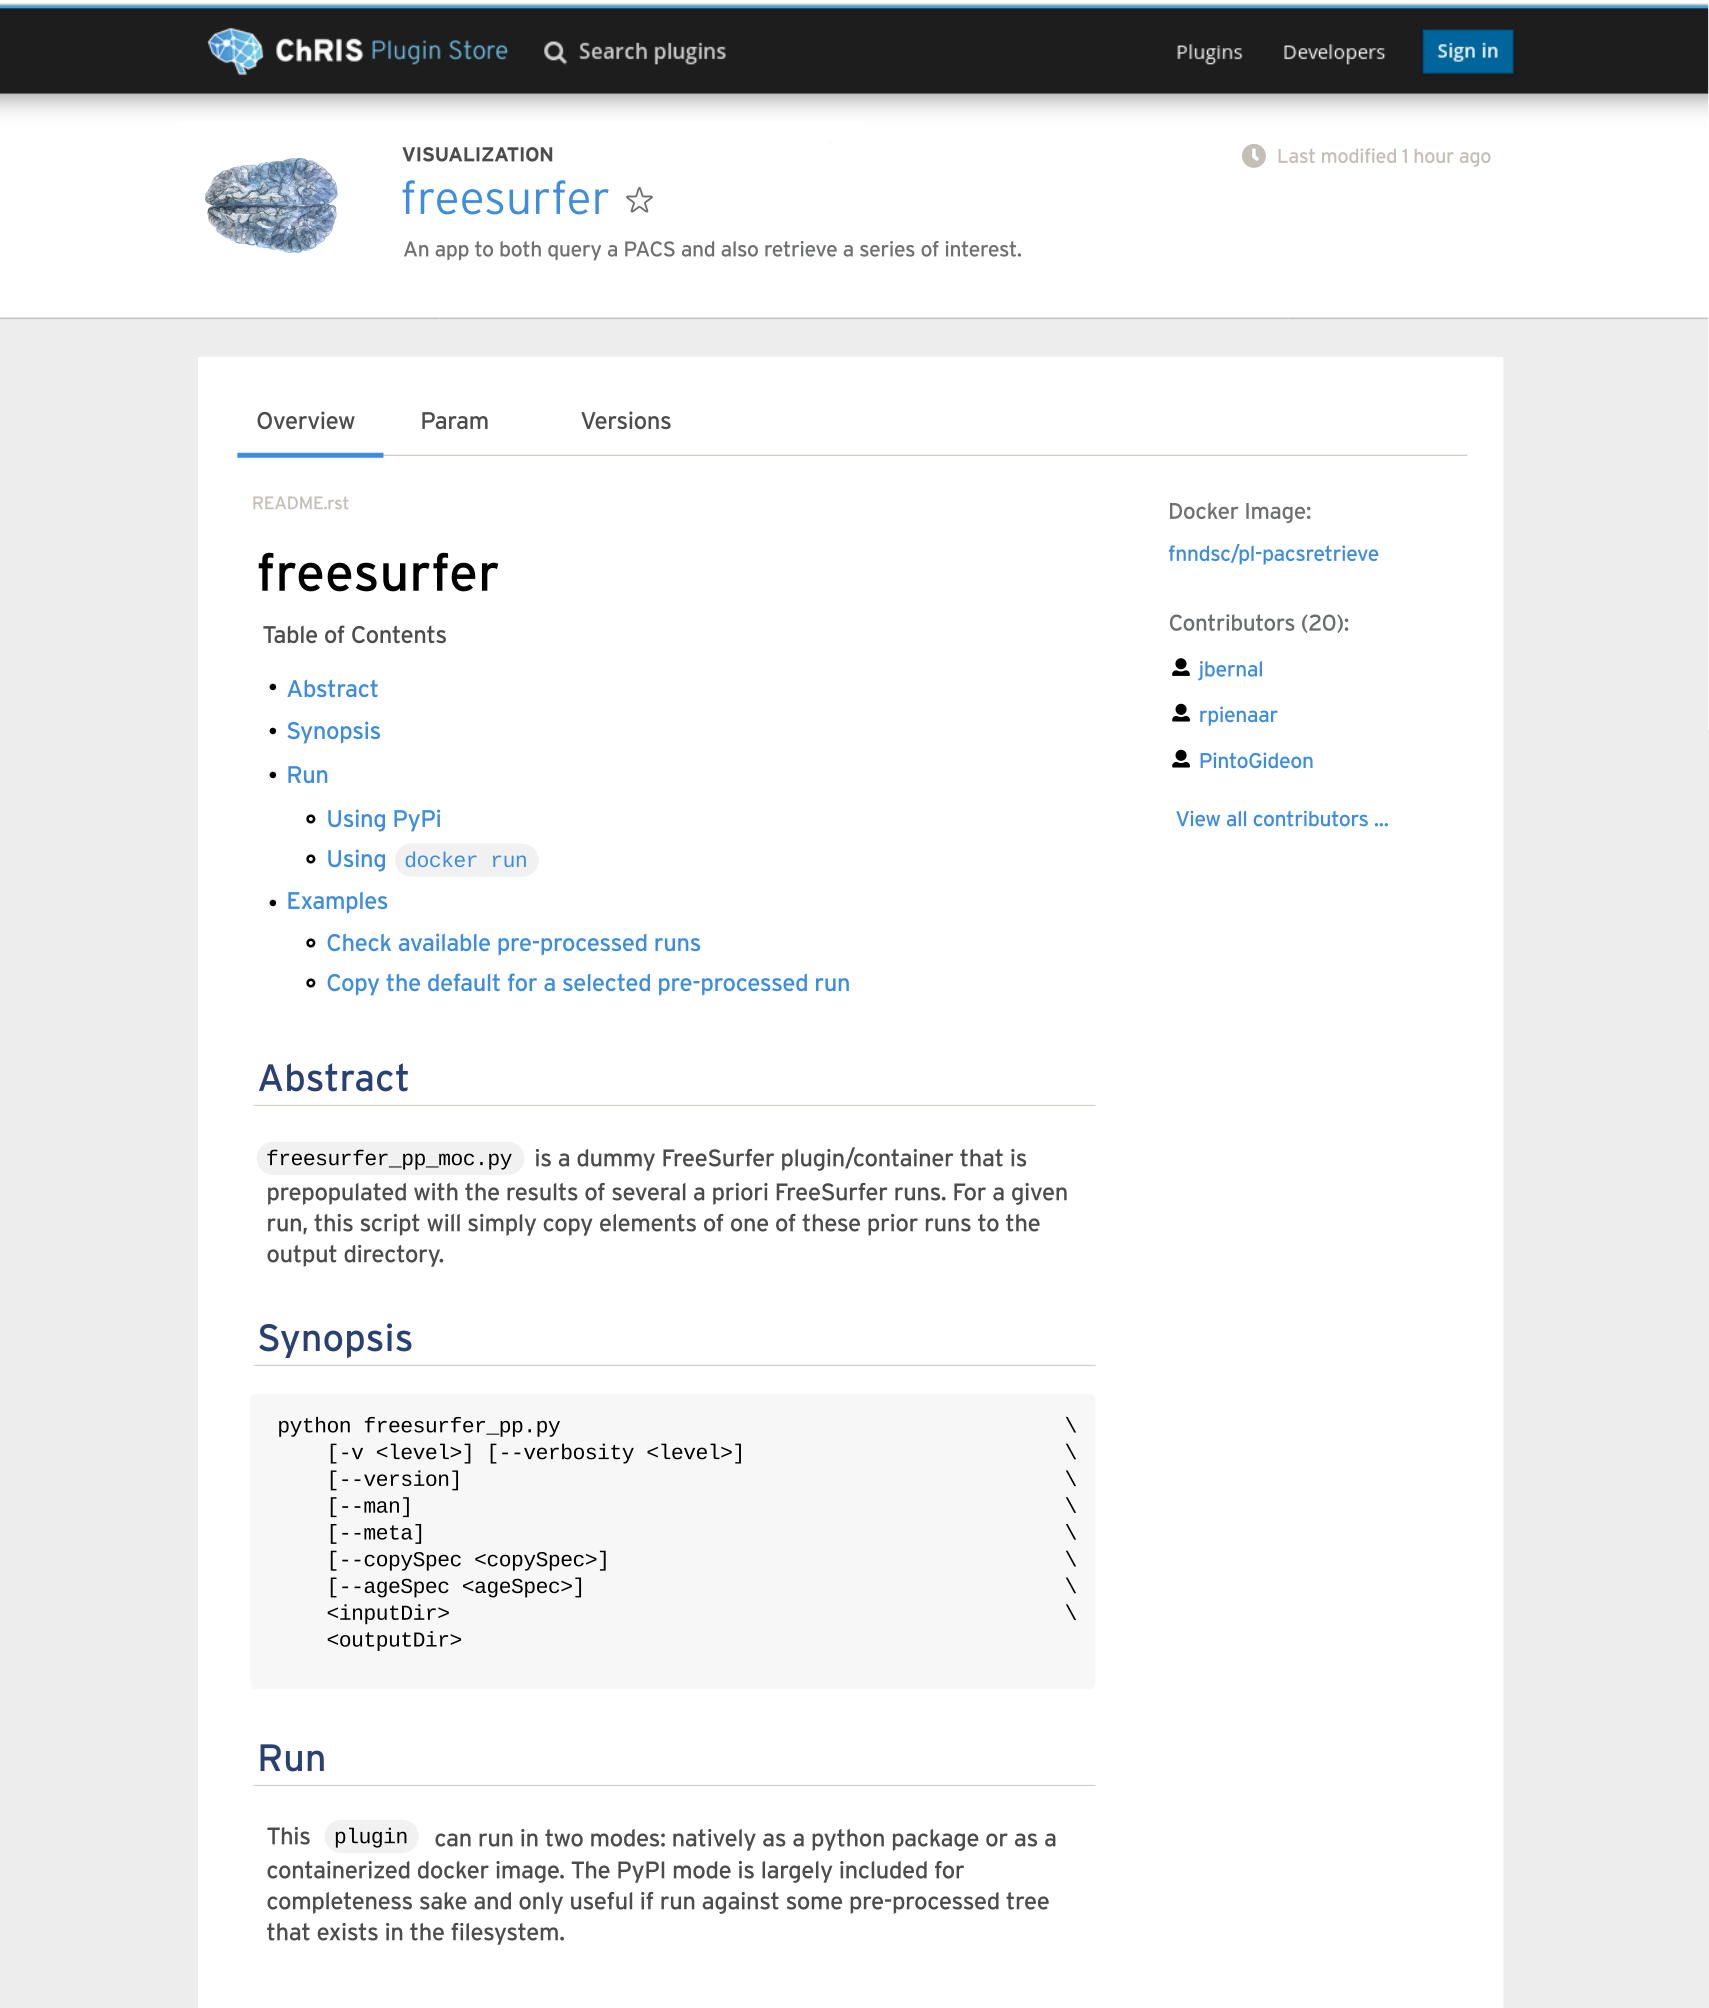 ChRIS Plugin Store Search plugins Plugins Developers Sign in
VISUALIZATION
Last modified 1 hour ago
freesurfer
An app to both query a PACS and also retrieve a series of interest.
Overview Param Versions
README.rst
freesurfer
Table of Contents
• Abstract
• Synopsis
• Run
Using PyPi
Using docker run
• Examples
Check available pre-processed runs
Copy the default for a selected pre-processed run
Docker Image:
fnndsc/pl-pacsretrieve
Contributors (20):
jbernal
rpienaar
PintoGideon
View all contributors ...
Abstract
freesurfer_pp_moc.py is a dummy FreeSurfer plugin/container that is
prepopulated with the results of several a priori FreeSurfer runs. For a given
run, this script will simply copy elements of one of these prior runs to the
output directory.
Synopsis
python freesurfer_pp.py \
[-v <level>] [--verbosity <level>] \
[--version] \
[--man] \
[--meta] \
[--copySpec <copySpec>] \
[--ageSpec <ageSpec>] \
<inputDir> \
<outputDir>
Run
This plugin can run in two modes: natively as a python package or as a
containerized docker image. The PyPI mode is largely included for
completeness sake and only useful if run against some pre-processed tree
that exists in the filesystem.